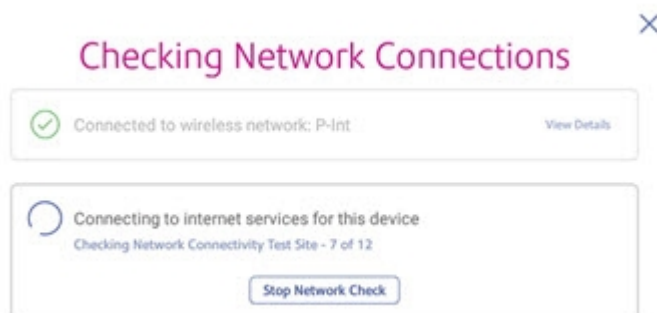 Checking Network Connections
Connected to wireless network: P-Int
View Details
Connecting to internet services for this device
Checking Network Connectivity Test Site - 7 of 12
Stop Network Check